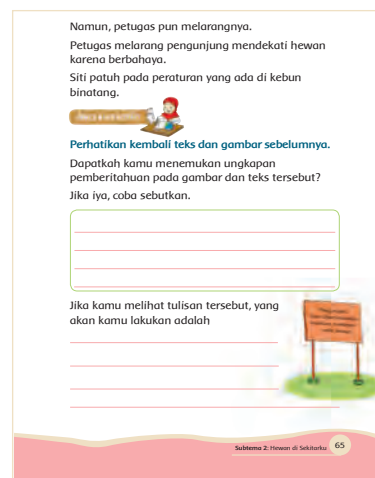 Namun, petugas pun melarangnya.
Petugas melarang pengunjung mendekati hewan
karena berbahaya.
Siti patuh pada peraturan yang ada di kebun
binatang.
Perhatikan kembali teks dan gambar sebelumnya.
Dapatkah kamu menemukan ungkapan
pemberitahuan pada gambar dan teks tersebut?
Jika iya, coba sebutkan.
Jika kamu melihat tulisan tersebut, yang
akan kamu lakukan adalah
Subtema 2: Hewan di Sekitarku 65